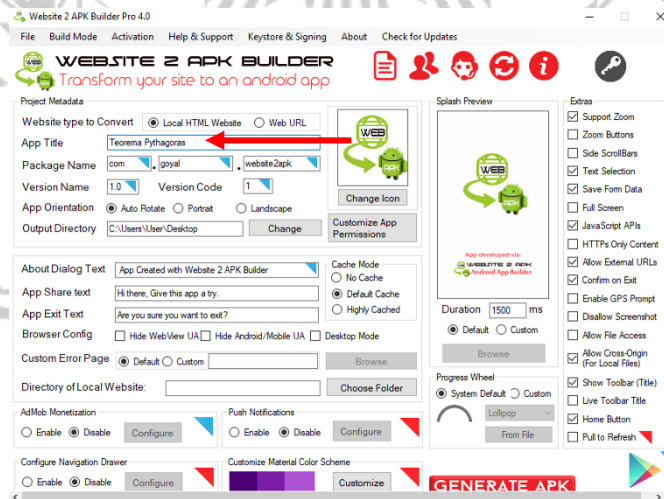 Website 2 APK Builder Pro 4.0
File Build Mode Activation Help & Support Keystore & Signing About Check for Updates
WEBSITE 2 APK BUILDER
Transform your site to an android app
Project Metadata
Website type to Convert Local HTML Website Web URL
App Title Teorema Pythagoras
Package Name com . goyal . website2apk
Version Name 1.0 Version Code 1
App Orientation Auto Rotate Portrait Landscape
Output Directory C:\Users\User\Desktop Change
WEB
APK
Change Icon
Customize App Permissions
About Dialog Text App Created with Website 2 APK Builder
App Share text Hi there, Give this app a try.
App Exit Text Are you sure you want to exit?
Cache Mode
No Cache
Default Cache
Highly Cached
Browser Config Hide WebView UA Hide Android/Mobile UA Desktop Mode
Custom Error Page Default Custom Browse
Directory of Local Website: Choose Folder
AdMob Monetization
Enable Disable Configure
Push Notifications
Enable Disable Configure
Configure Navigation Drawer
Enable Disable Configure
Customize Material Color Scheme
Customize
Splash Preview
WEB
APK
App developed via:
WEBSITE 2 APK
Android App Builder
Duration 1500 ms
Default Custom
Browse
Progress Wheel
System Default Custom
Lollipop
From File
GENERATE APK
Extras
Support Zoom
Zoom Buttons
Side ScrollBars
Text Selection
Save Form Data
Full Screen
JavaScript APIs
HTTPs Only Content
Allow External URLs
Confirm on Exit
Enable GPS Prompt
Disallow Screenshot
Allow File Access
Allow Cross-Origin
(For Local Files)
Show Toolbar (Title)
Live Toolbar Title
Home Button
Pull to Refresh